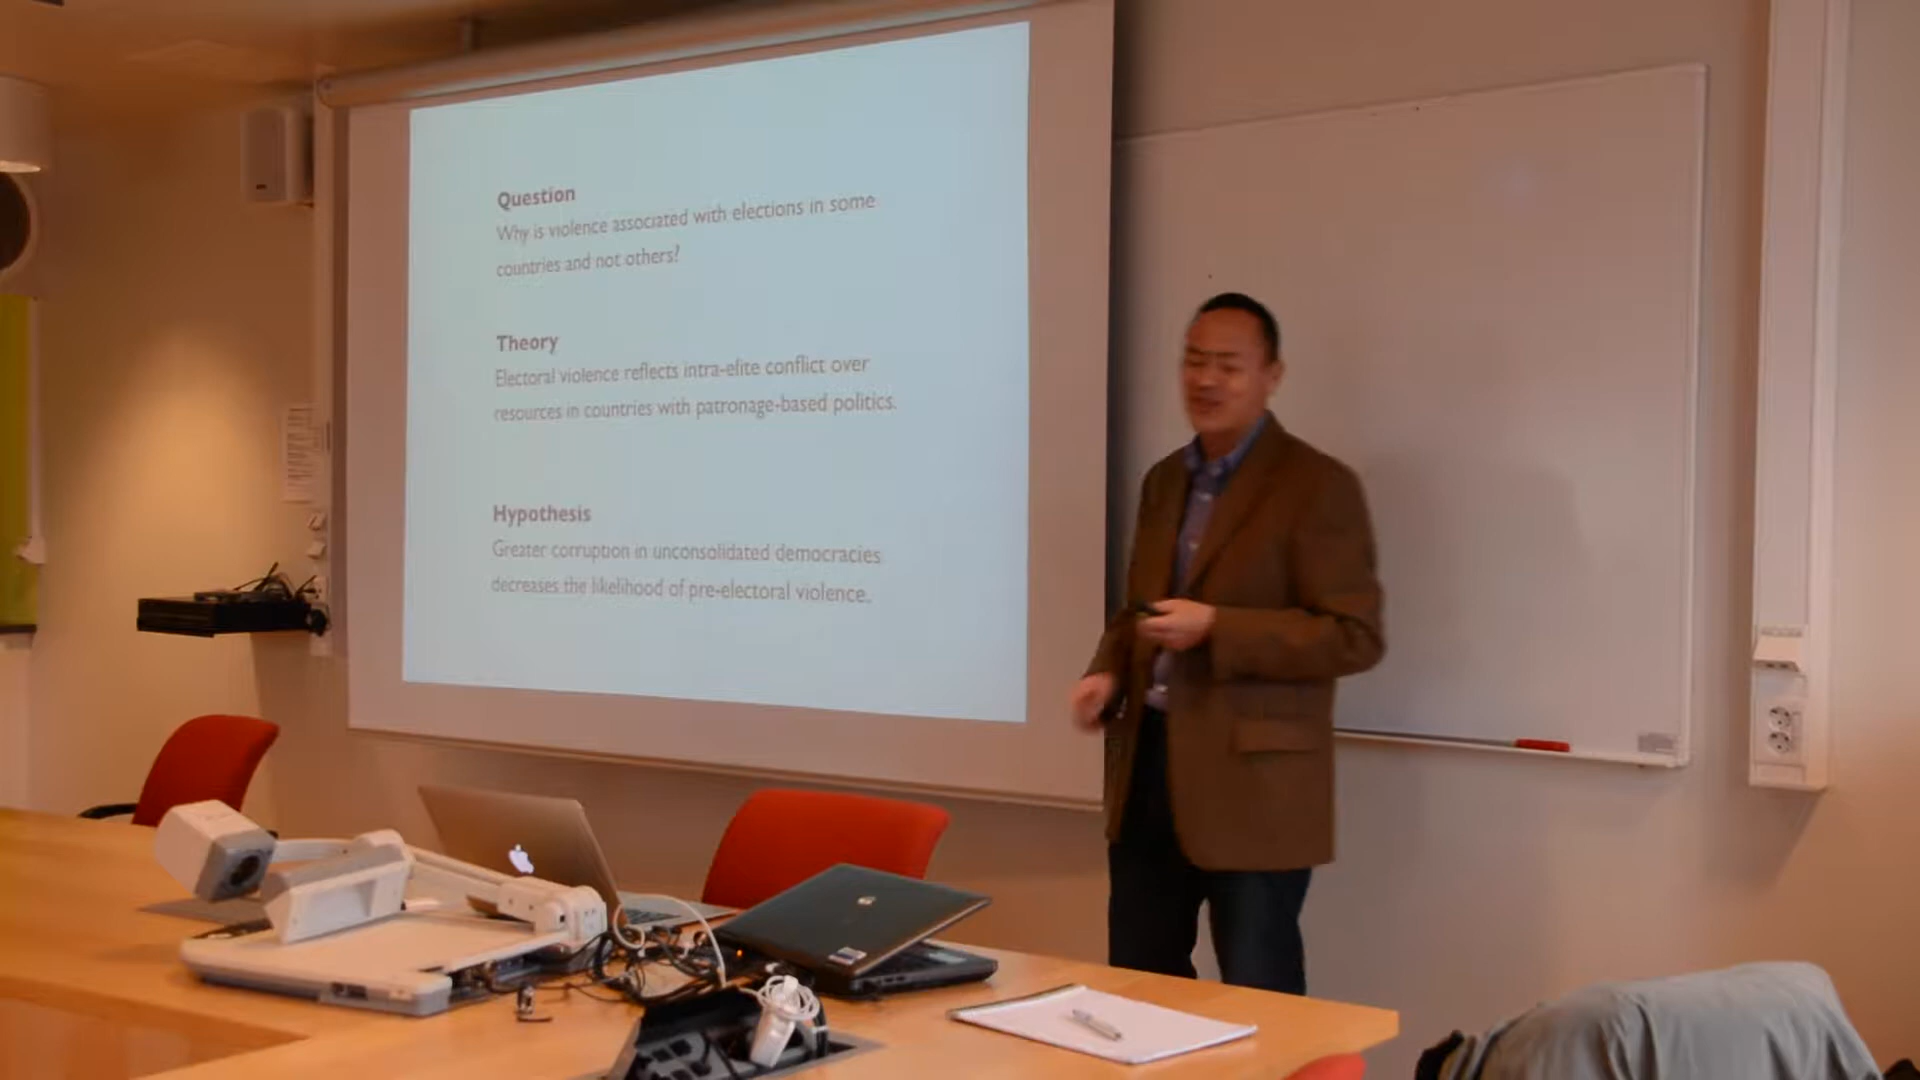 Question
Why is violence associated with elections in some
countries and not others?
Theory
Electoral violence reflects intra-elite conflict over
resources in countries with patronage-based politics.
Hypothesis
Greater corruption in unconsolidated democracies
decreases the likelihood of pre-electoral violence.